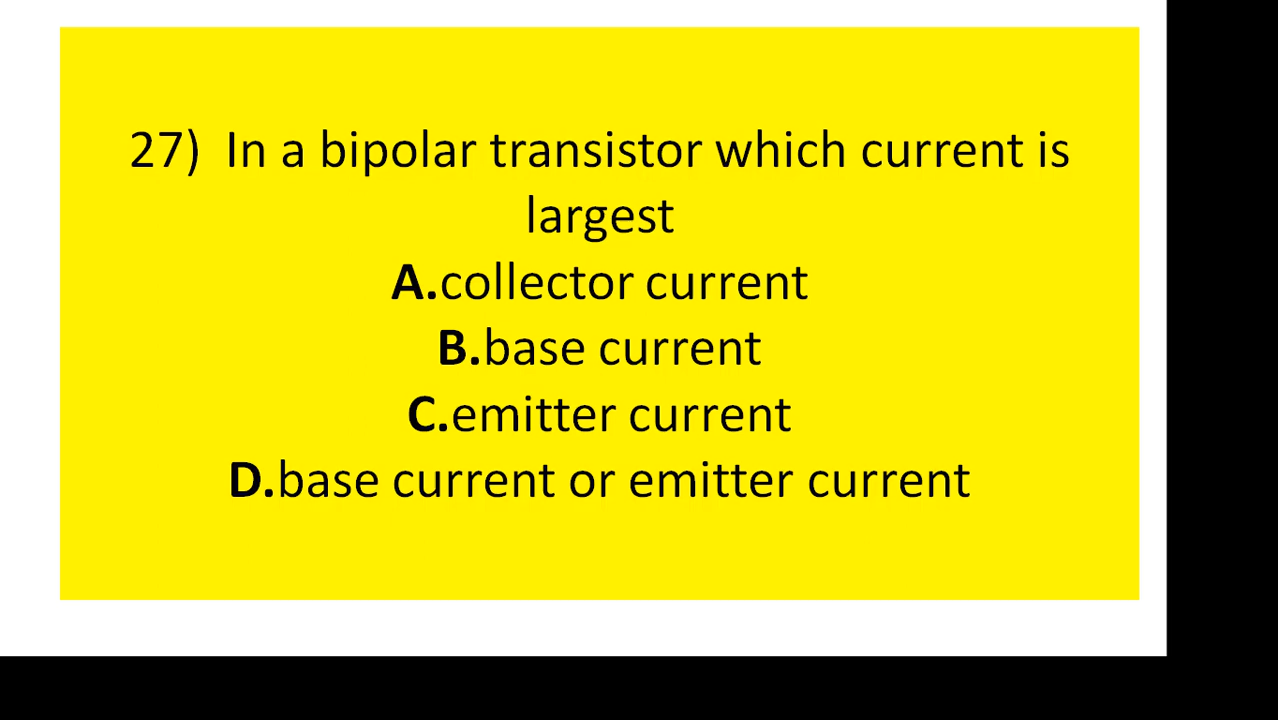 27)  In a bipolar transistor which current is
largest
A.collector current
B.base current
C.emitter current
D.base current or emitter current